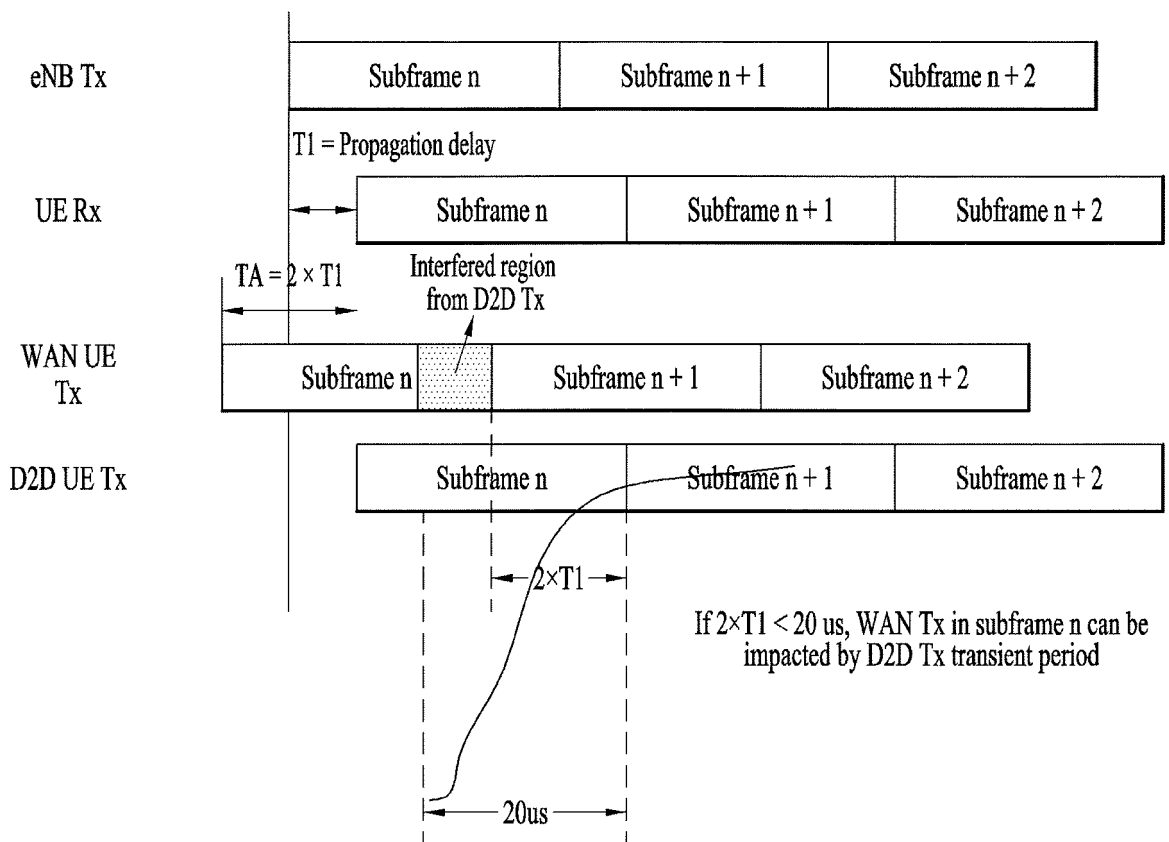 eNB Tx
Subframe n
Subframe n + 1
Subframe n + 2
T1 = Propagation delay
UE Rx
Subframe n
Subframe n + 1
Subframe n + 2
TA = 2 × T1
Interfered region
from D2D Tx
WAN UE
Tx
Subframe n
Subframe n + 1
Subframe n + 2
D2D UE Tx
Subframe n
Subframe n + 1
Subframe n + 2
2×T1
If 2×T1 < 20 us, WAN Tx in subframe n can be
impacted by D2D Tx transient period
20us